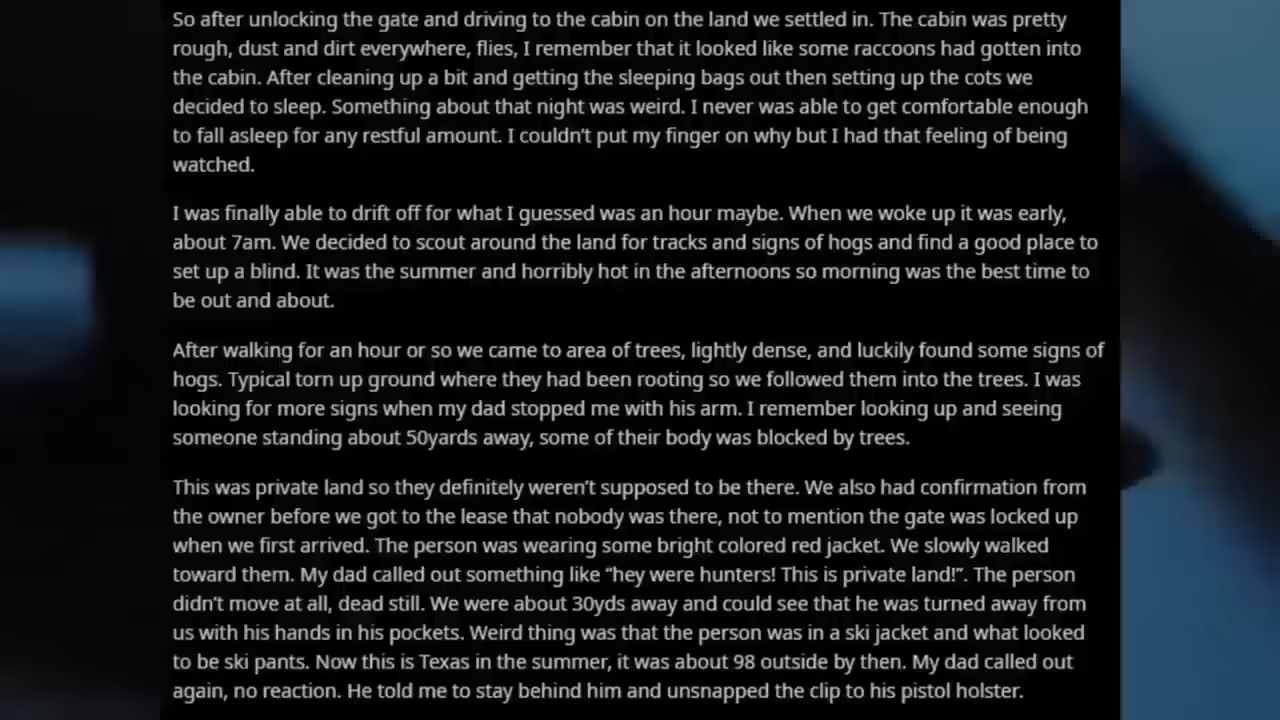 So after unlocking the gate and driving to the cabin on the land we settled in. The cabin was pretty
rough, dust and dirt everywhere, flies, I remember that it looked like some raccoons had gotten into
the cabin. After cleaning up a bit and getting the sleeping bags out then setting up the cots we
decided to sleep. Something about that night was weird. I never was able to get comfortable enough
to fall asleep for any restful amount. I couldn't put my finger on why but I had that feeling of being
watched.
I was finally able to drift off for what I guessed was an hour maybe. When we woke up it was early,
about 7am. We decided to scout around the land for tracks and signs of hogs and find a good place to
set up a blind. It was the summer and horribly hot in the afternoons so morning was the best time to
be out and about.
After walking for an hour or so we came to area of trees, lightly dense, and luckily found some signs of
hogs. Typical torn up ground where they had been rooting so we followed them into the trees. I was
looking for more signs when my dad stopped me with his arm. I remember looking up and seeing
someone standing about 50yards away, some of their body was blocked by trees.
This was private land so they definitely weren't supposed to be there. We also had confirmation from
the owner before we got to the lease that nobody was there, not to mention the gate was locked up
when we first arrived. The person was wearing some bright colored red jacket. We slowly walked
toward them. My dad called out something like “hey were hunters! This is private land!”. The person
didn't move at all, dead still. We were about 30yds away and could see that he was turned away from
us with his hands in his pockets. Weird thing was that the person was in a ski jacket and what looked
to be ski pants. Now this is Texas in the summer, it was about 98 outside by then. My dad called out
again, no reaction. He told me to stay behind him and unsnapped the clip to his pistol holster.